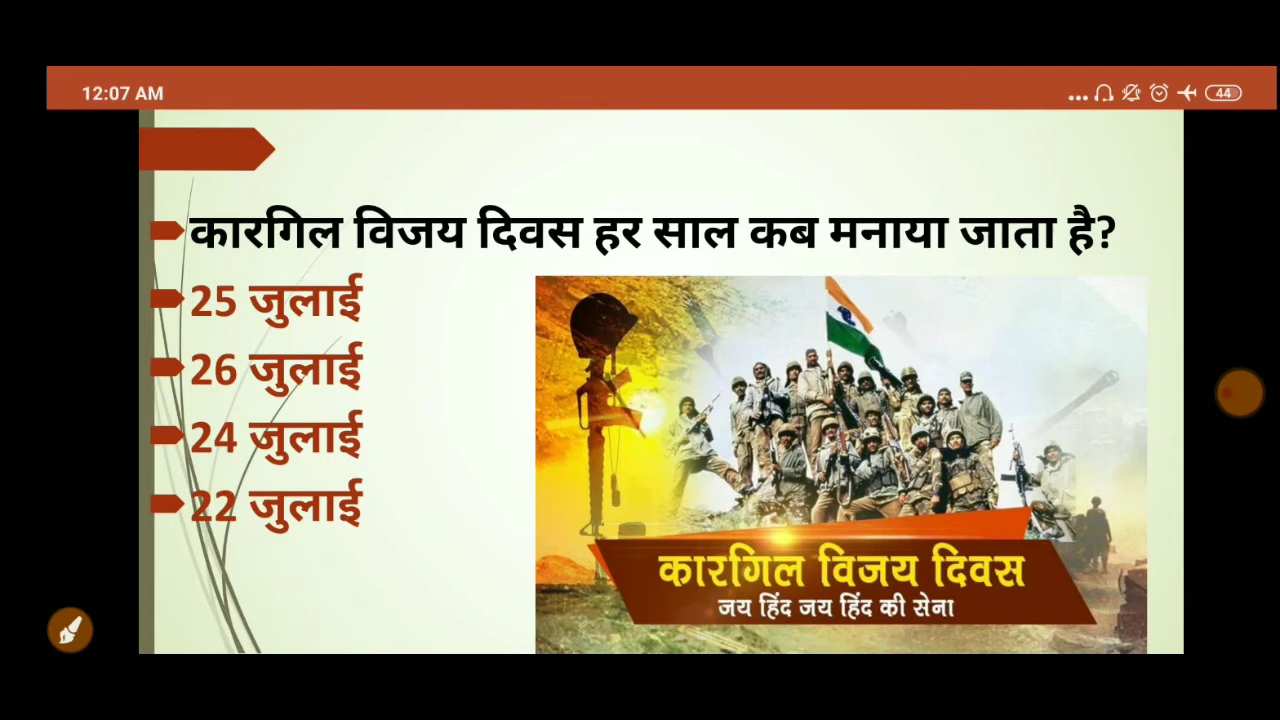 12:07 AM
44
कारगिल विजय दिवस हर साल कब मनाया जाता है?
25 जुलाई
26 जुलाई
24 जुलाई
22 जुलाई
कारगिल विजय दिवस
जय हिंद जय हिंद की सेना